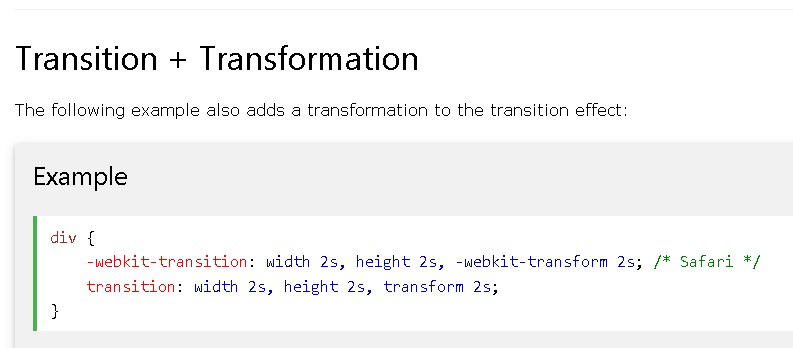 Transition + Transformation
The following example also adds a transformation to the transition effect:
Example
div {
    -webkit-transition: width 2s, height 2s, -webkit-transform 2s; /* Safari */
    transition: width 2s, height 2s, transform 2s;
}